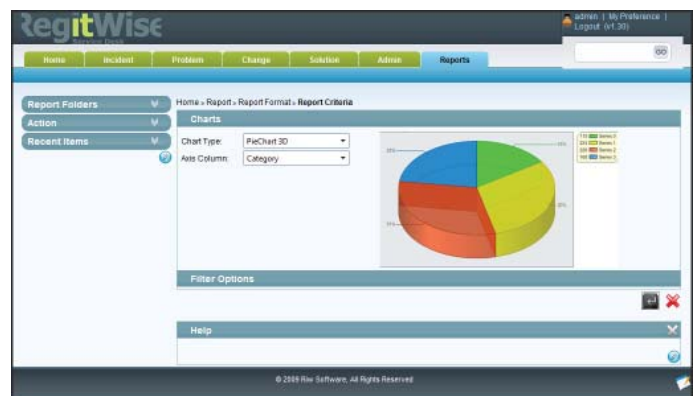 RegitWise
Service Desk
admin | My Preference |
Logout (v1.30)
Home Incident Problem Change Solution Admin Reports
GO
Report Folders
Action
Recent Items
Home » Report » Report Format » Report Criteria
Charts
Chart Type: PieChart 3D
Axis Column: Category
Filter Options
Help
© 2009 Riw Software, All Rights Reserved